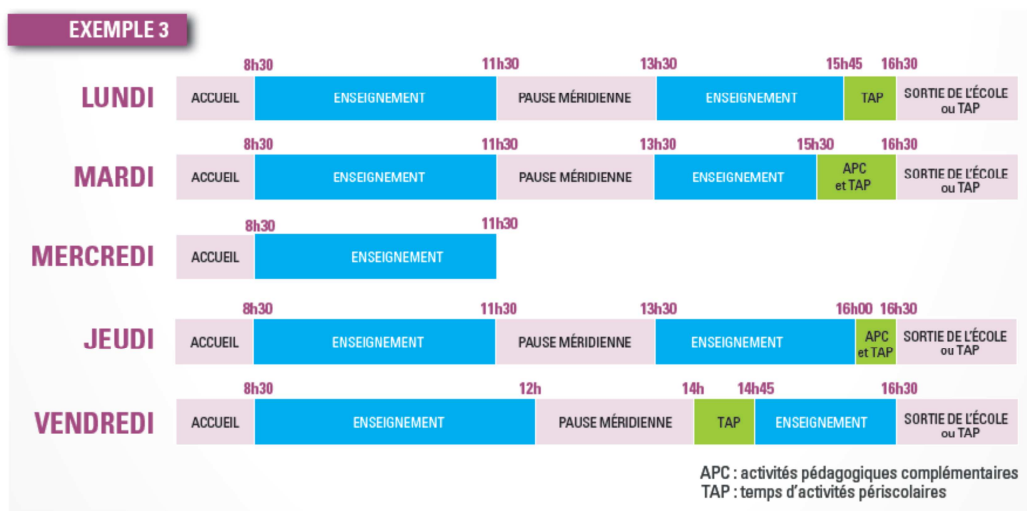 EXEMPLE 3
8h30 11h30 13h30 15h45 16h30
LUNDI ACCUEIL ENSEIGNEMENT PAUSE MÉRIDIENNE ENSEIGNEMENT TAP SORTIE DE L'ÉCOLE
ou TAP
8h30 11h30 13h30 15h30 16h30
MARDI ACCUEIL ENSEIGNEMENT PAUSE MÉRIDIENNE ENSEIGNEMENT APC SORTIE DE L'ÉCOLE
et TAP ou TAP
8h30 11h30
MERCREDI ACCUEIL ENSEIGNEMENT
8h30 11h30 13h30 16h00 16h30
JEUDI ACCUEIL ENSEIGNEMENT PAUSE MÉRIDIENNE ENSEIGNEMENT APC SORTIE DE L'ÉCOLE
et TAP ou TAP
8h30 12h 14h 14h45 16h30
VENDREDI ACCUEIL ENSEIGNEMENT PAUSE MÉRIDIENNE TAP ENSEIGNEMENT SORTIE DE L'ÉCOLE
ou TAP
APC : activités pédagogiques complémentaires
TAP : temps d'activités périscolaires